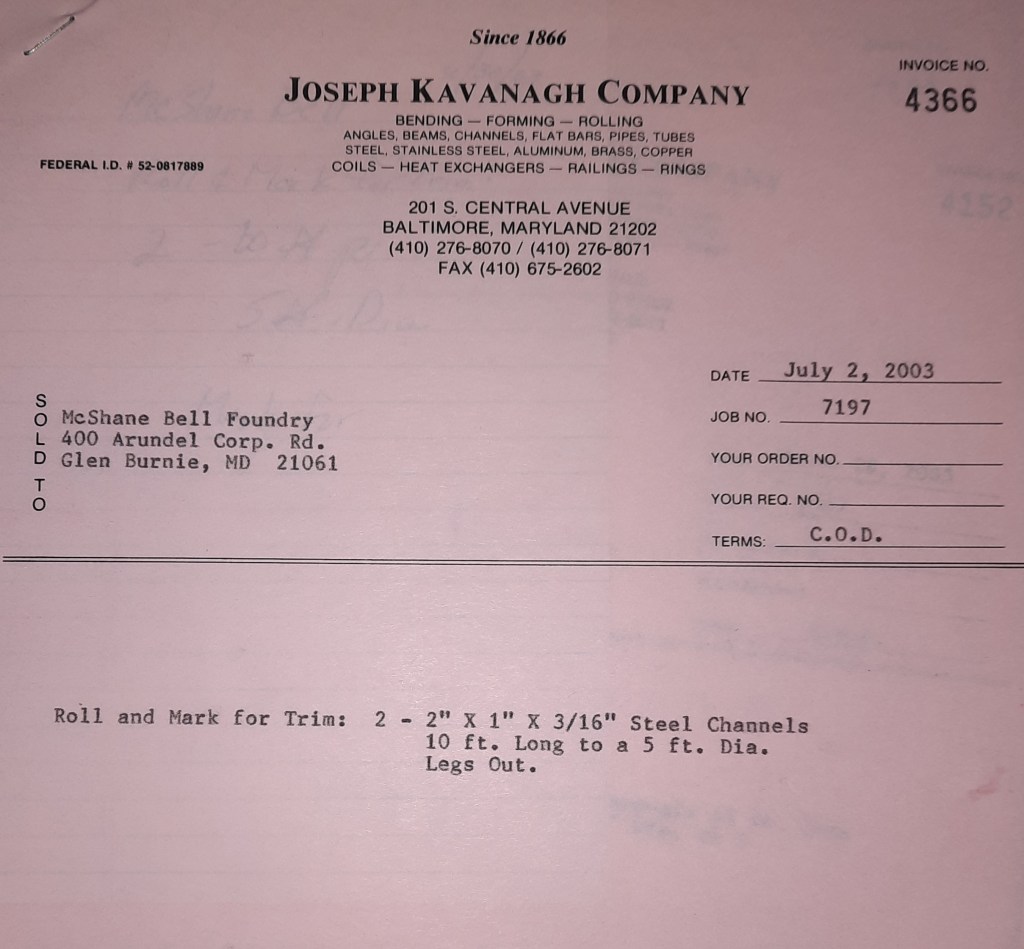 Since 1866
INVOICE NO.
JOSEPH KAVANAGH COMPANY
4366
BENDING — FORMING — ROLLING
ANGLES, BEAMS, CHANNELS, FLAT BARS, PIPES, TUBES
STEEL, STAINLESS STEEL, ALUMINUM, BRASS, COPPER
FEDERAL I.D. # 52-0817889
COILS — HEAT EXCHANGERS — RAILINGS — RINGS
201 S. CENTRAL AVENUE
BALTIMORE, MARYLAND 21202
(410) 276-8070 / (410) 276-8071
FAX (410) 675-2602
DATE July 2, 2003
JOB NO. 7197
YOUR ORDER NO.
YOUR REQ. NO.
TERMS: C.O.D.
SOLD TO
McShane Bell Foundry
400 Arundel Corp. Rd.
Glen Burnie, MD 21061
Roll and Mark for Trim: 2 - 2" X 1" X 3/16" Steel Channels
10 ft. Long to a 5 ft. Dia.
Legs Out.